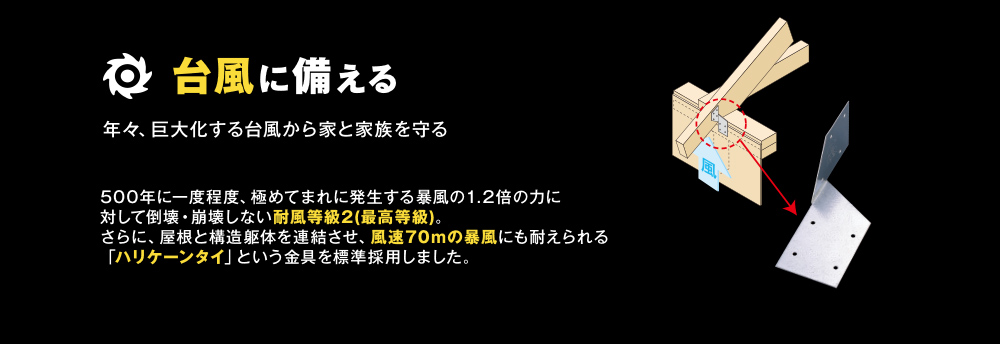 台風に備える
年々、巨大化する台風から家と家族を守る
500年に一度程度、極めてまれに発生する暴風の1.2倍の力に
対して倒壊・崩壊しない耐風等級2(最高等級)。
さらに、屋根と構造躯体を連結させ、風速70mの暴風にも耐えられる
「ハリケーンタイ」という金具を標準採用しました。
風